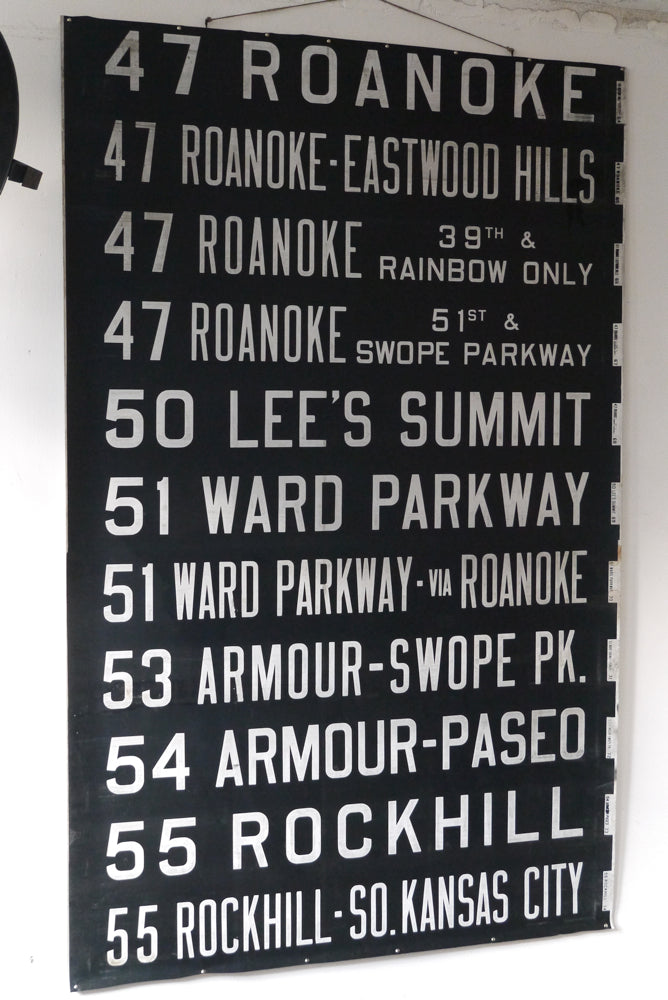 47 ROANOKE
47 ROANOKE-EASTWOOD HILLS
47 ROANOKE 39TH & RAINBOW ONLY
47 ROANOKE 51ST & SWOPE PARKWAY
50 LEE'S SUMMIT
51 WARD PARKWAY
51 WARD PARKWAY-VIA ROANOKE
53 ARMOUR-SWOPE PK.
54 ARMOUR-PASEO
55 ROCKHILL
55 ROCKHILL-SO. KANSAS CITY